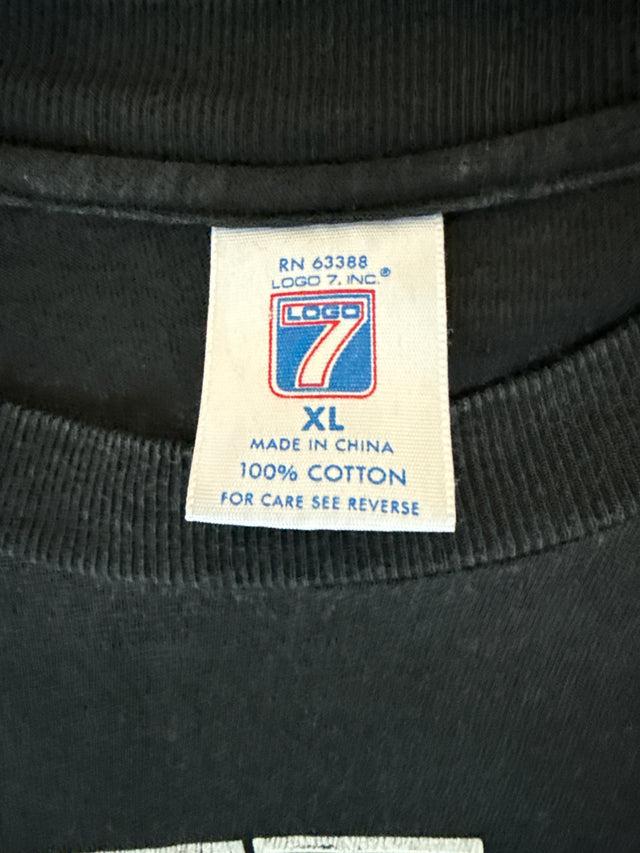 RN 63388
LOGO 7, INC.®
LOGO
7
XL
MADE IN CHINA
100% COTTON
FOR CARE SEE REVERSE